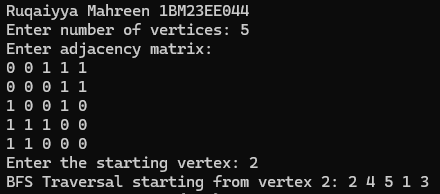 Ruqaiyya Mahreen 1BM23EE044
Enter number of vertices: 5
Enter adjacency matrix:
0 0 1 1 1
0 0 0 1 1
1 0 0 1 0
1 1 1 0 0
1 1 0 0 0
Enter the starting vertex: 2
BFS Traversal starting from vertex 2: 2 4 5 1 3